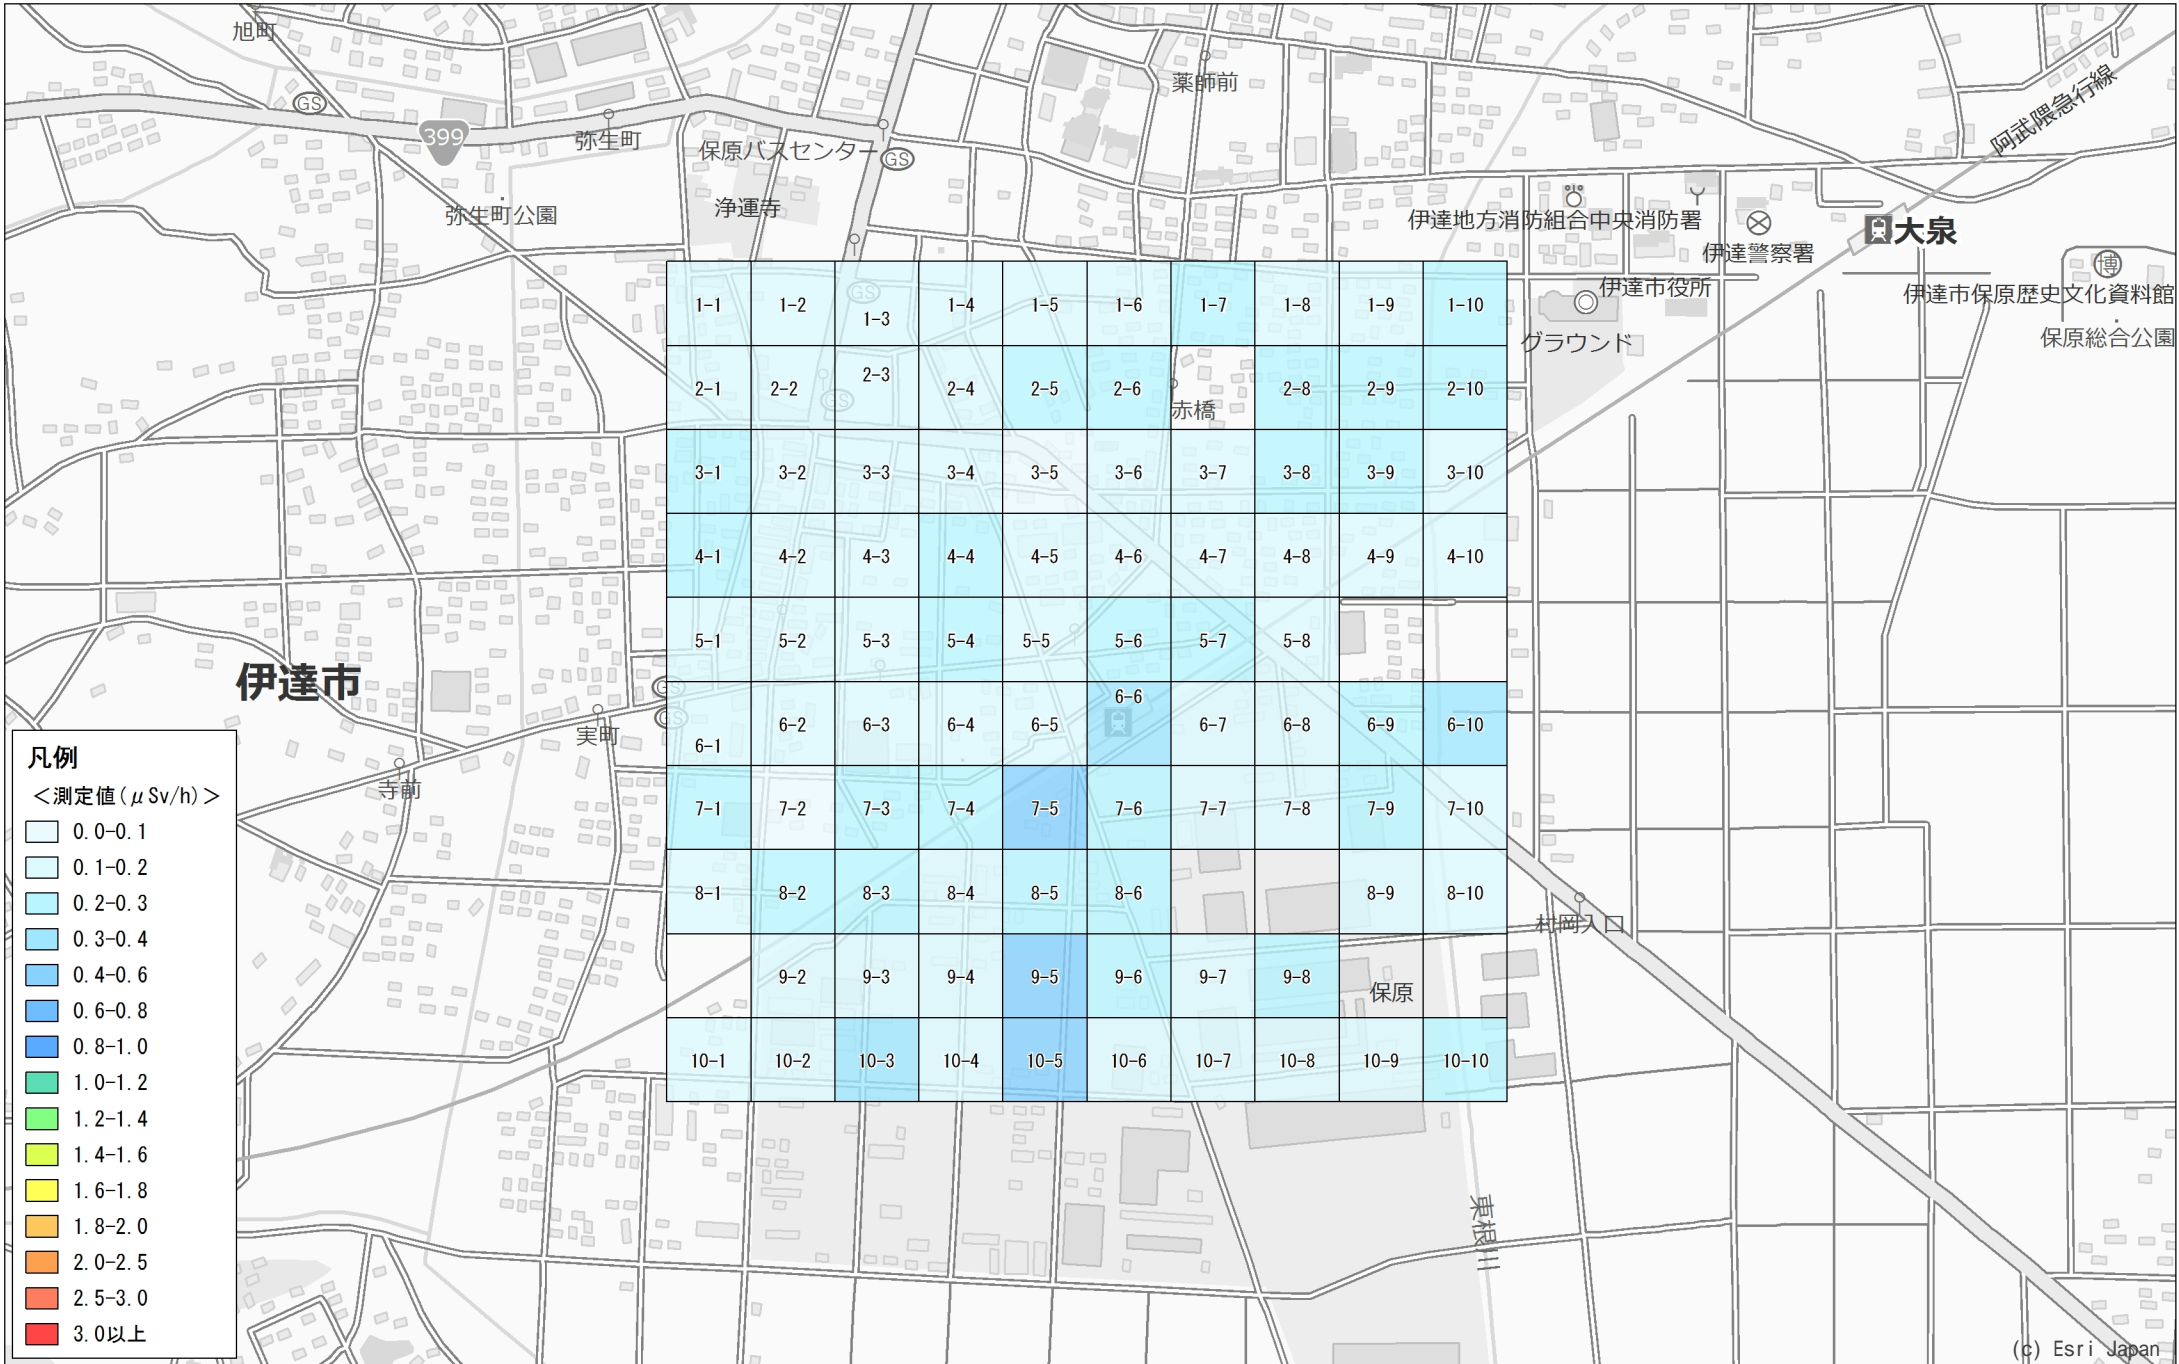 旭町
399
GS
弥生町
保原バスセンター
GS
薬師前
阿武隈急行線
弥生町公園
浄運寺
伊達地方消防組合中央消防署
伊達警察署
大泉
博
伊達市役所
伊達市保原歴史文化資料館
グラウンド
保原総合公園
1-1 1-2 1-3 1-4 1-5 1-6 1-7 1-8 1-9 1-10
GS
2-1 2-2 2-3 2-4 2-5 2-6 2-8 2-9 2-10
GS
赤橋
3-1 3-2 3-3 3-4 3-5 3-6 3-7 3-8 3-9 3-10
4-1 4-2 4-3 4-4 4-5 4-6 4-7 4-8 4-9 4-10
5-1 5-2 5-3 5-4 5-5 5-6 5-7 5-8
伊達市
GS
GS
実町
寺前
6-1 6-2 6-3 6-4 6-5 6-6 6-7 6-8 6-9 6-10
7-1 7-2 7-3 7-4 7-5 7-6 7-7 7-8 7-9 7-10
8-1 8-2 8-3 8-4 8-5 8-6 8-9 8-10
村岡入口
9-2 9-3 9-4 9-5 9-6 9-7 9-8
保原
10-1 10-2 10-3 10-4 10-5 10-6 10-7 10-8 10-9 10-10
東根川
凡例
＜測定値(μSv/h)＞
0.0-0.1
0.1-0.2
0.2-0.3
0.3-0.4
0.4-0.6
0.6-0.8
0.8-1.0
1.0-1.2
1.2-1.4
1.4-1.6
1.6-1.8
1.8-2.0
2.0-2.5
2.5-3.0
3.0以上
(c) Esri Japan